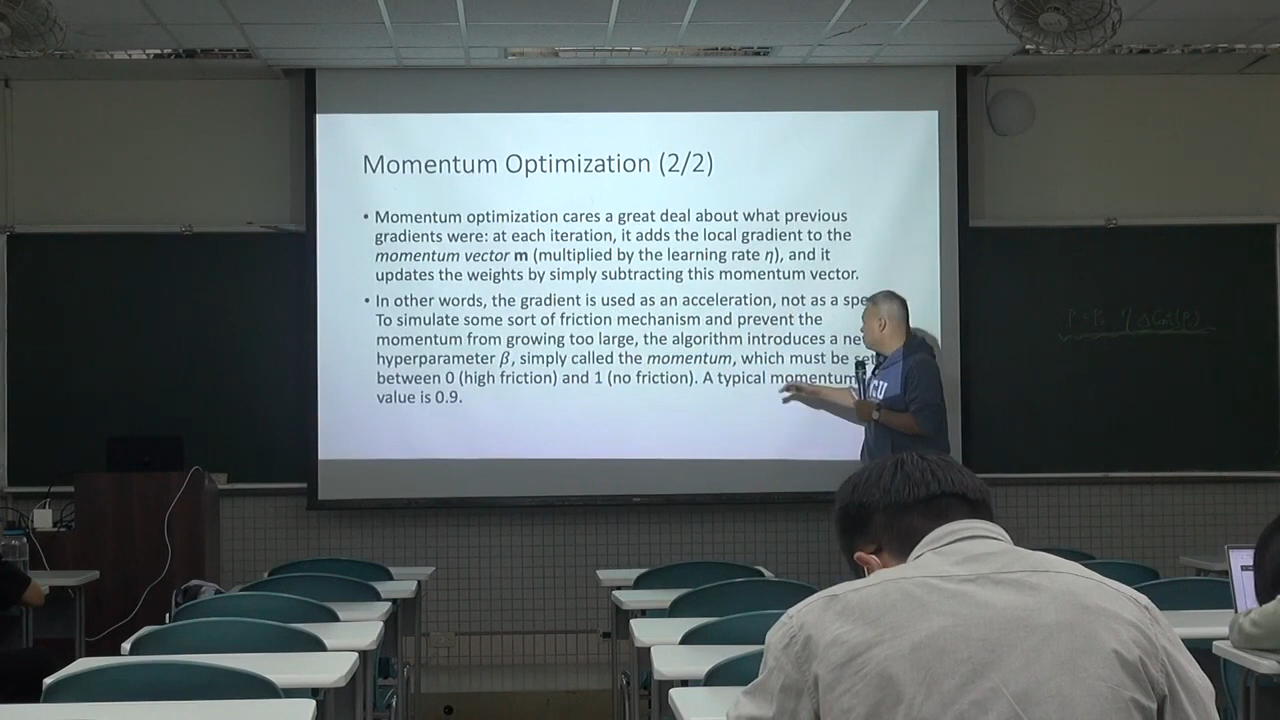 Momentum Optimization (2/2)
• Momentum optimization cares a great deal about what previous
gradients were: at each iteration, it adds the local gradient to the
momentum vector m (multiplied by the learning rate η), and it
updates the weights by simply subtracting this momentum vector.
• In other words, the gradient is used as an acceleration, not as a spe
To simulate some sort of friction mechanism and prevent the
momentum from growing too large, the algorithm introduces a ne
hyperparameter β, simply called the momentum, which must be set
between 0 (high friction) and 1 (no friction). A typical momentum
value is 0.9.